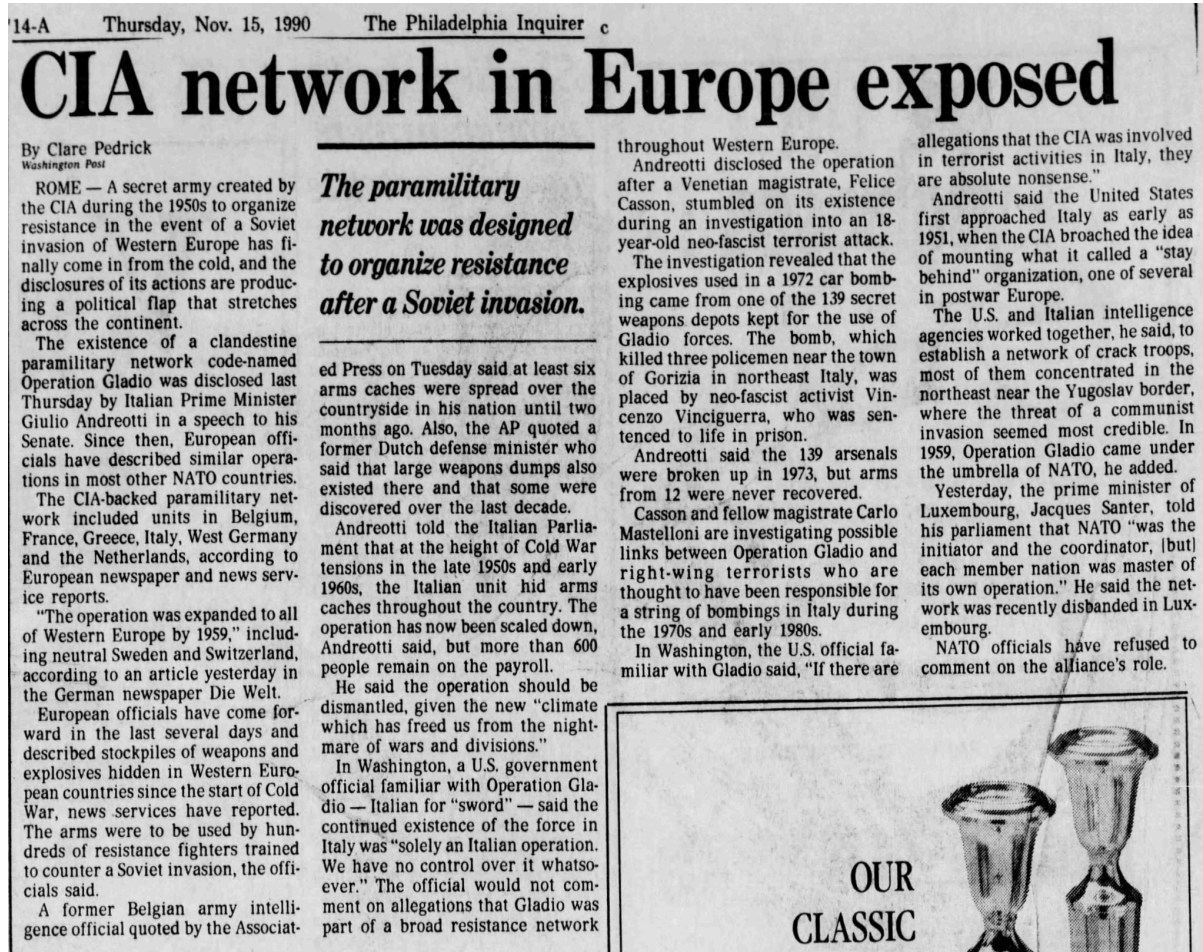 14-A Thursday, Nov. 15, 1990 The Philadelphia Inquirer c
CIA network in Europe exposed
By Clare Pedrick
Washington Post
ROME — A secret army created by
the CIA during the 1950s to organize
resistance in the event of a Soviet
invasion of Western Europe has fi-
nally come in from the cold, and the
disclosures of its actions are produc-
ing a political flap that stretches
across the continent.
The existence of a clandestine
paramilitary network code-named
Operation Gladio was disclosed last
Thursday by Italian Prime Minister
Giulio Andreotti in a speech to his
Senate. Since then, European offi-
cials have described similar opera-
tions in most other NATO countries.
The CIA-backed paramilitary net-
work included units in Belgium,
France, Greece, Italy, West Germany
and the Netherlands, according to
European newspaper and news serv-
ice reports.
"The operation was expanded to all
of Western Europe by 1959," includ-
ing neutral Sweden and Switzerland,
according to an article yesterday in
the German newspaper Die Welt.
European officials have come for-
ward in the last several days and
described stockpiles of weapons and
explosives hidden in Western Euro-
pean countries since the start of Cold
War, news services have reported.
The arms were to be used by hun-
dreds of resistance fighters trained
to counter a Soviet invasion, the offi-
cials said.
A former Belgian army intelli-
gence official quoted by the Associat-
The paramilitary
network was designed
to organize resistance
after a Soviet invasion.
ed Press on Tuesday said at least six
arms caches were spread over the
countryside in his nation until two
months ago. Also, the AP quoted a
former Dutch defense minister who
said that large weapons dumps also
existed there and that some were
discovered over the last decade.
Andreotti told the Italian Parlia-
ment that at the height of Cold War
tensions in the late 1950s and early
1960s, the Italian unit hid arms
caches throughout the country. The
operation has now been scaled down,
Andreotti said, but more than 600
people remain on the payroll.
He said the operation should be
dismantled, given the new "climate
which has freed us from the night-
mare of wars and divisions."
In Washington, a U.S. government
official familiar with Operation Gla-
dio — Italian for "sword" — said the
continued existence of the force in
Italy was "solely an Italian operation.
We have no control over it whatso-
ever." The official would not com-
ment on allegations that Gladio was
part of a broad resistance network
throughout Western Europe.
Andreotti disclosed the operation
after a Venetian magistrate, Felice
Casson, stumbled on its existence
during an investigation into an 18-
year-old neo-fascist terrorist attack.
The investigation revealed that the
explosives used in a 1972 car bomb-
ing came from one of the 139 secret
weapons depots kept for the use of
Gladio forces. The bomb, which
killed three policemen near the town
of Gorizia in northeast Italy, was
placed by neo-fascist activist Vin-
cenzo Vinciguerra, who was sen-
tenced to life in prison.
Andreotti said the 139 arsenals
were broken up in 1973, but arms
from 12 were never recovered.
Casson and fellow magistrate Carlo
Mastelloni are investigating possible
links between Operation Gladio and
right-wing terrorists who are
thought to have been responsible for
a string of bombings in Italy during
the 1970s and early 1980s.
In Washington, the U.S. official fa-
miliar with Gladio said, "If there are
allegations that the CIA was involved
in terrorist activities in Italy, they
are absolute nonsense."
Andreotti said the United States
first approached Italy as early as
1951, when the CIA broached the idea
of mounting what it called a "stay
behind" organization, one of several
in postwar Europe.
The U.S. and Italian intelligence
agencies worked together, he said, to
establish a network of crack troops,
most of them concentrated in the
northeast near the Yugoslav border,
where the threat of a communist
invasion seemed most credible. In
1959, Operation Gladio came under
the umbrella of NATO, he added.
Yesterday, the prime minister of
Luxembourg, Jacques Santer, told
his parliament that NATO "was the
initiator and the coordinator, [but]
each member nation was master of
its own operation." He said the net-
work was recently disbanded in Lux-
embourg.
NATO officials have refused to
comment on the alliance's role.
OUR
CLASSIC